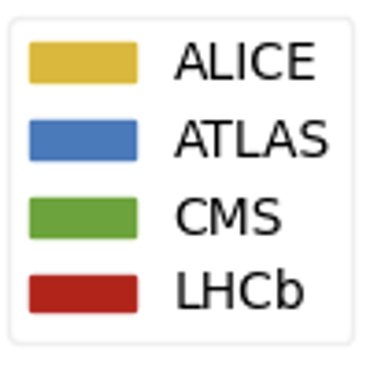 ALICE
ATLAS
CMS
LHCb